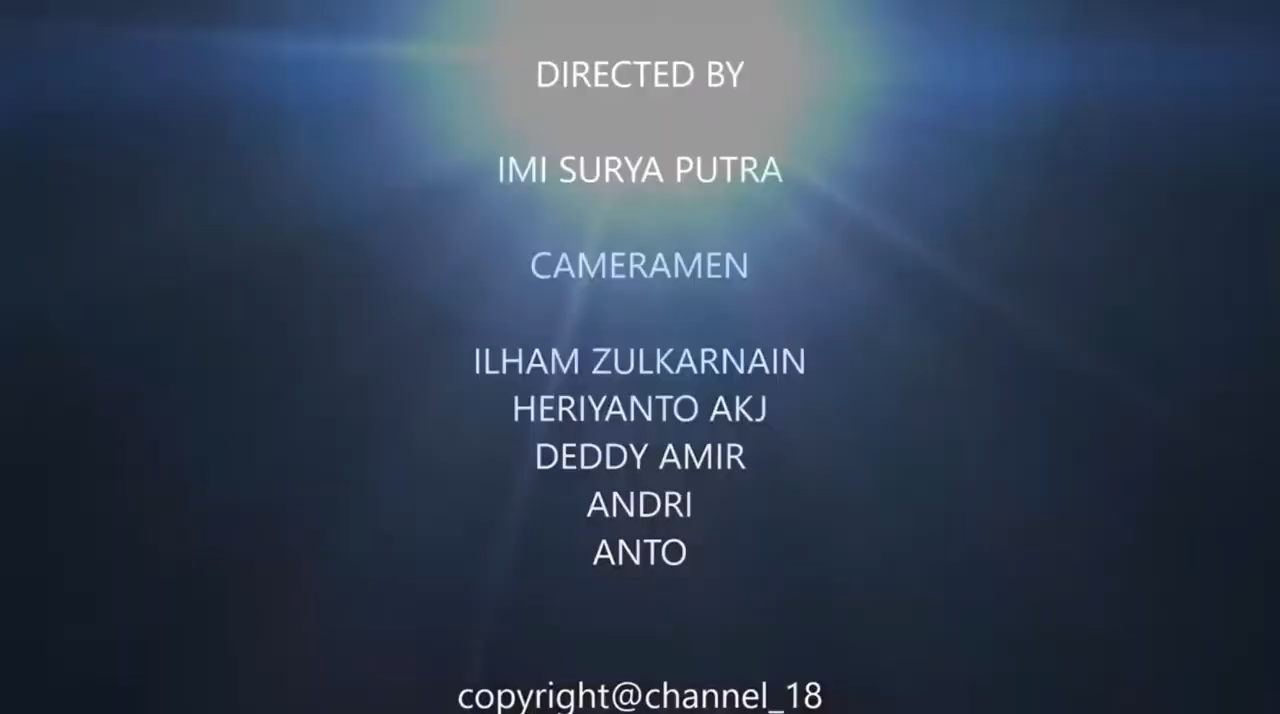 DIRECTED BY
IMI SURYA PUTRA
CAMERAMEN
ILHAM ZULKARNAIN
HERIYANTO AKJ
DEDDY AMIR
ANDRI
ANTO
copyright@channel_18